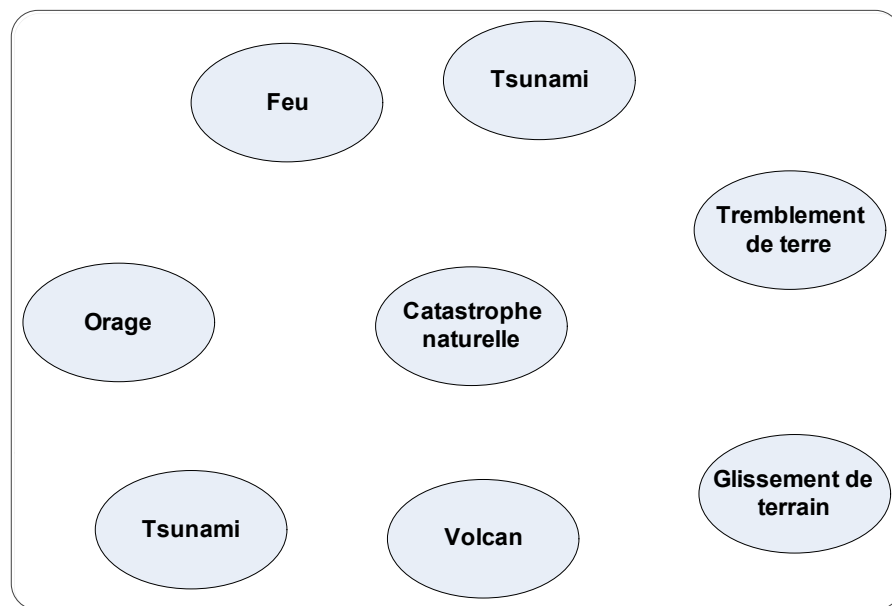 Feu
Tsunami
Tremblement
de terre
Orage
Catastrophe
naturelle
Glissement de
terrain
Tsunami
Volcan